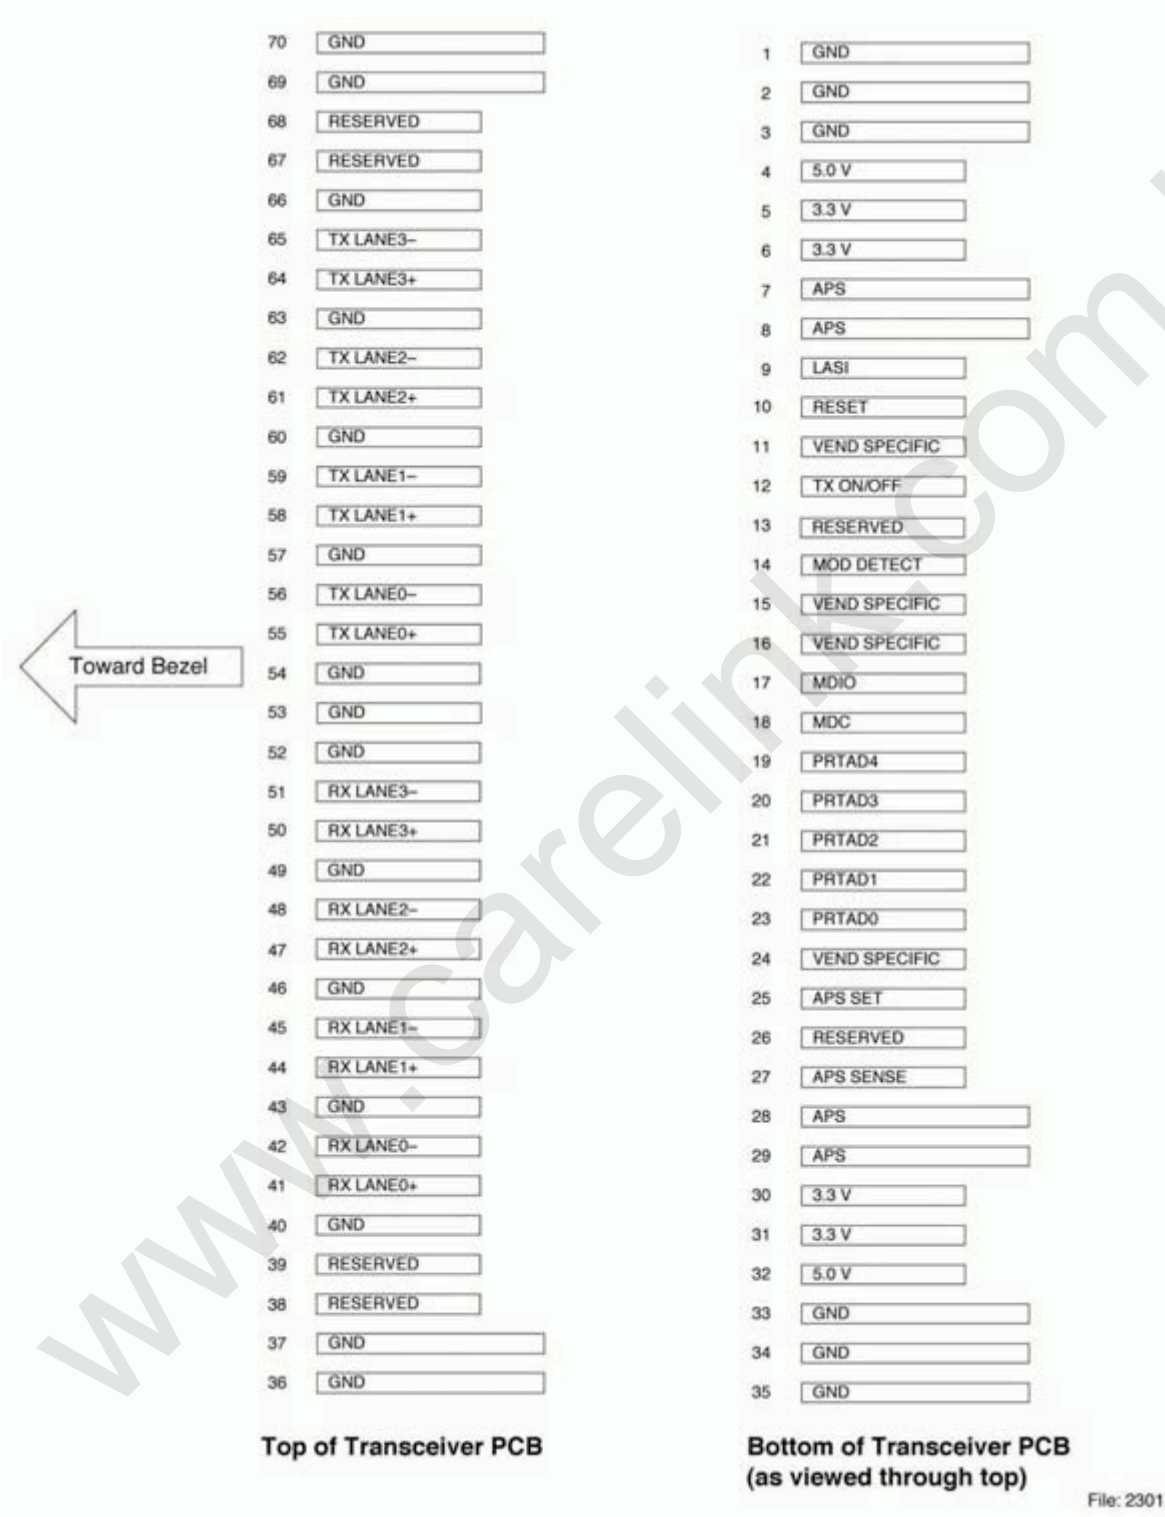 70 GND
69 GND
68 RESERVED
67 RESERVED
66 GND
65 TX LANE3–
64 TX LANE3+
63 GND
62 TX LANE2–
61 TX LANE2+
60 GND
59 TX LANE1–
58 TX LANE1+
57 GND
56 TX LANE0–
55 TX LANE0+
54 GND
53 GND
52 GND
51 RX LANE3–
50 RX LANE3+
49 GND
48 RX LANE2–
47 RX LANE2+
46 GND
45 RX LANE1–
44 RX LANE1+
43 GND
42 RX LANE0–
41 RX LANE0+
40 GND
39 RESERVED
38 RESERVED
37 GND
36 GND
Toward Bezel
Top of Transceiver PCB
1 GND
2 GND
3 GND
4 5.0 V
5 3.3 V
6 3.3 V
7 APS
8 APS
9 LASI
10 RESET
11 VEND SPECIFIC
12 TX ON/OFF
13 RESERVED
14 MOD DETECT
15 VEND SPECIFIC
16 VEND SPECIFIC
17 MDIO
18 MDC
19 PRTAD4
20 PRTAD3
21 PRTAD2
22 PRTAD1
23 PRTAD0
24 VEND SPECIFIC
25 APS SET
26 RESERVED
27 APS SENSE
28 APS
29 APS
30 3.3 V
31 3.3 V
32 5.0 V
33 GND
34 GND
35 GND
Bottom of Transceiver PCB
(as viewed through top)
File: 2301
www.carelink.com